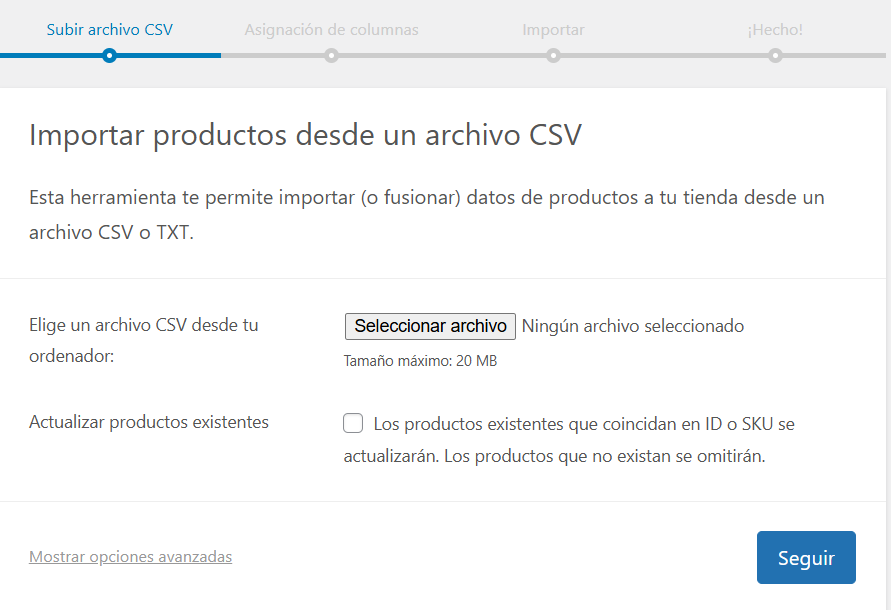 Subir archivo CSV
Asignación de columnas
Importar
¡Hecho!
Importar productos desde un archivo CSV
Esta herramienta te permite importar (o fusionar) datos de productos a tu tienda desde un
archivo CSV o TXT.
Elige un archivo CSV desde tu
ordenador:
Seleccionar archivo Ningún archivo seleccionado
Tamaño máximo: 20 MB
Actualizar productos existentes
Los productos existentes que coincidan en ID o SKU se
actualizarán. Los productos que no existan se omitirán.
Mostrar opciones avanzadas
Seguir